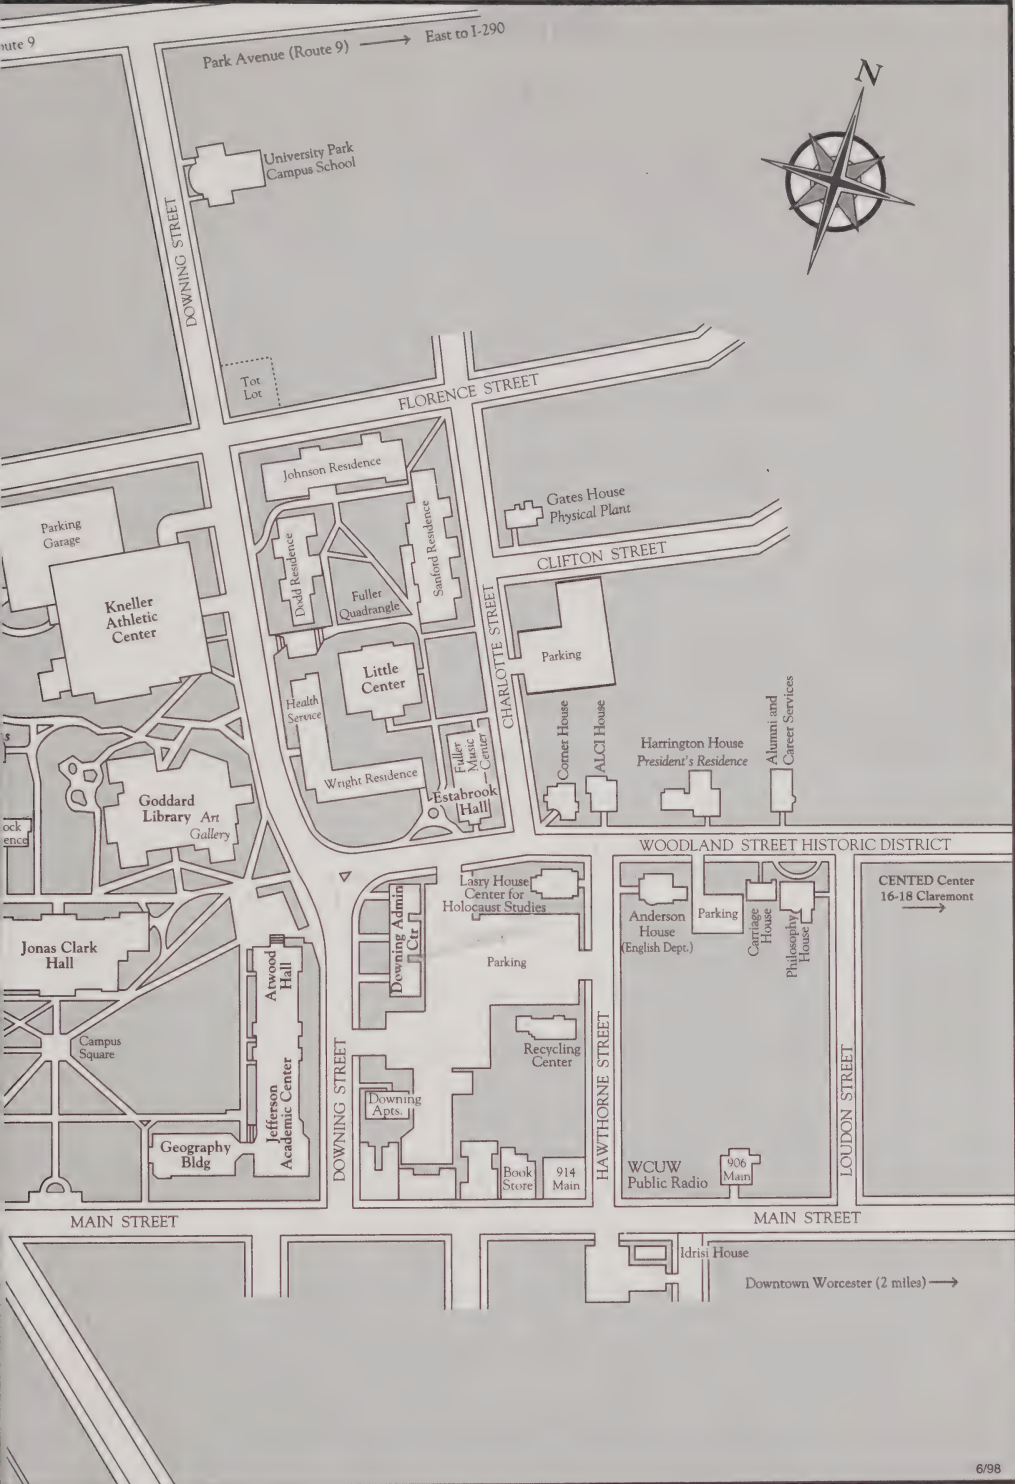 Park Avenue (Route 9)
East to I-290
N
University Park
Campus School
DOWNING STREET
Tot
Lot
FLORENCE STREET
Johnson Residence
Gates House
Physical Plant
Parking
Garage
Dodd Residence
Sanford Residence
CLIFTON STREET
Kneller
Athletic
Center
Fuller
Quadrangle
Little
Center
CHARLOTTE STREET
Parking
Health
Service
Wright Residence
Fuller
Music
Center
Estabrook
Hall
Corner House
ALCI House
Harrington House
President's Residence
Alumni and
Career Services
Goddard
Library
Art
Gallery
WOODLAND STREET HISTORIC DISTRICT
Lasry House
Center for
Holocaust Studies
CENTED Center
16-18 Claremont
Downing Admin
Ctr
Anderson
House
(English Dept.)
Parking
Carriage
House
Philosophy
House
Jonas Clark
Hall
Atwood
Hall
Parking
Campus
Square
Recycling
Center
DOWNING STREET
HAWTHORNE STREET
LOUDON STREET
Jefferson
Academic Center
Downing
Apts.
Geography
Bldg
Book
Store
914
Main
WCUW
Public Radio
906
Main
MAIN STREET
MAIN STREET
Idrisi House
Downtown Worcester (2 miles)
6/98